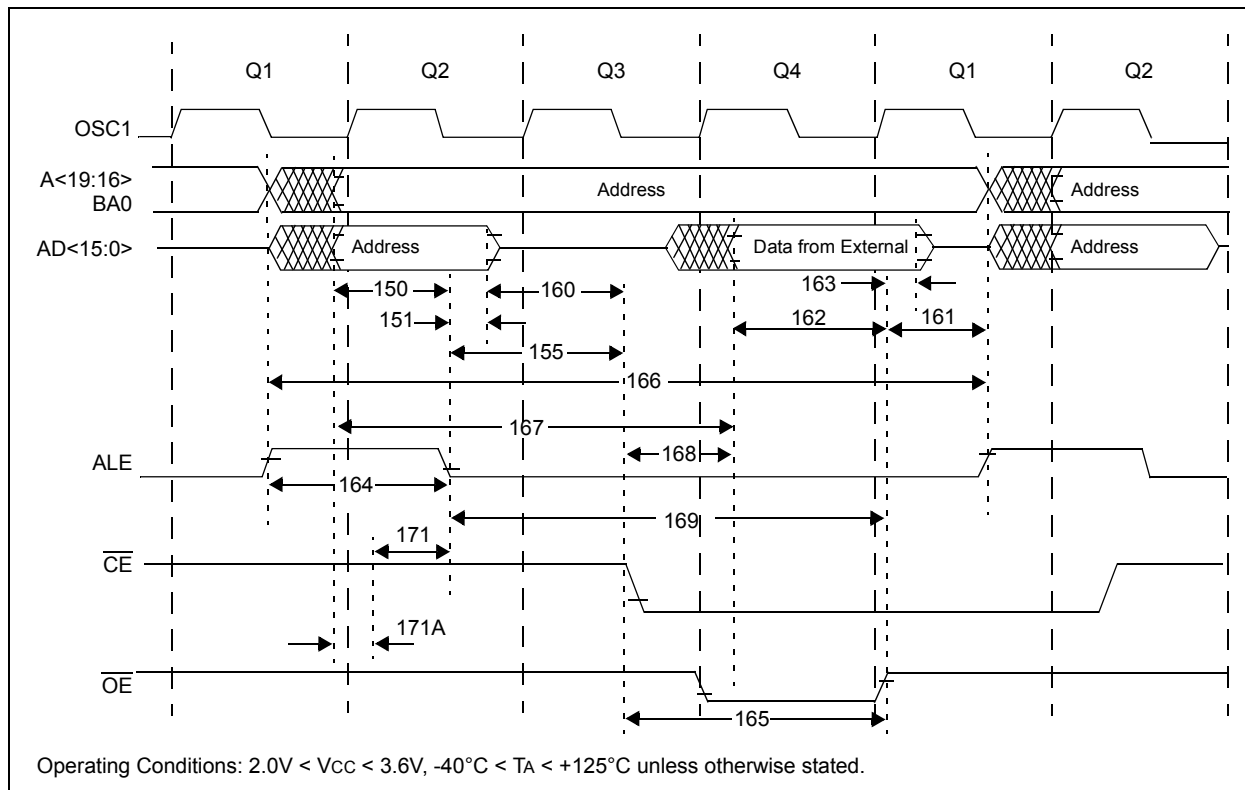 Q1 Q2 Q3 Q4 Q1 Q2
OSC1
A<19:16>
BA0
Address
Address
AD<15:0>
Address
Data from External
Address
150
160
163
151
162
161
155
166
167
ALE
168
164
169
171
CE
171A
OE
165
Operating Conditions: 2.0V < VCC < 3.6V, -40°C < TA < +125°C unless otherwise stated.